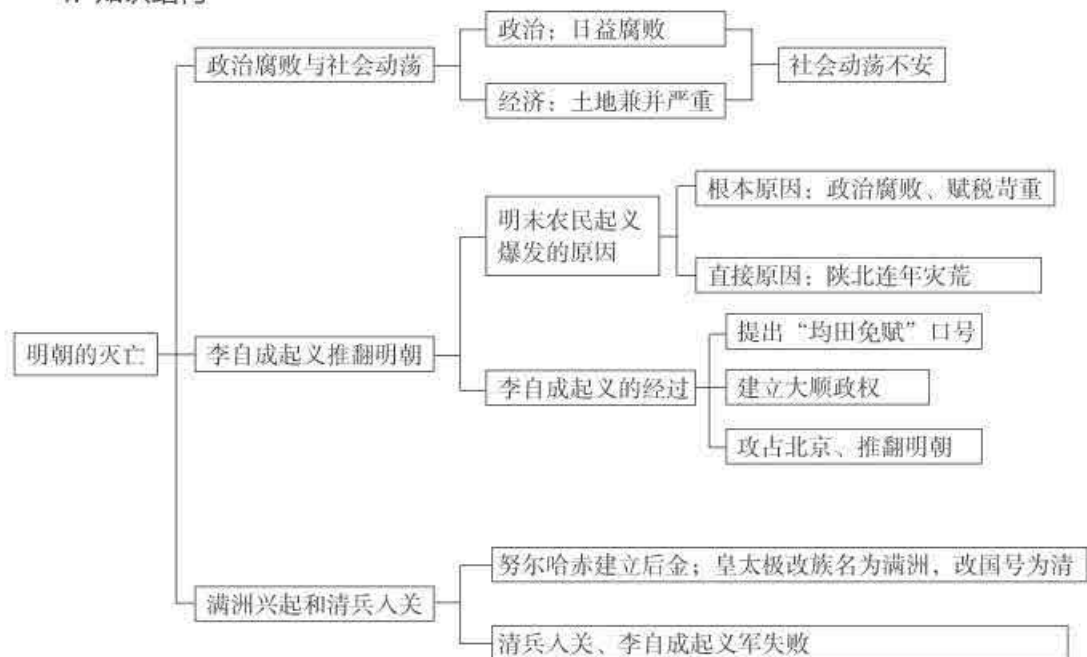 政治：日益腐败
政治腐败与社会动荡
社会动荡不安
经济：土地兼并严重
根本原因：政治腐败、赋税苛重
明末农民起义
爆发的原因
直接原因：陕北连年灾荒
提出“均田免赋”口号
明朝的灭亡
李自成起义推翻明朝
李自成起义的经过
建立大顺政权
攻占北京、推翻明朝
努尔哈赤建立后金；皇太极改族名为满洲，改国号为清
满洲兴起和清兵入关
清兵入关、李自成起义军失败